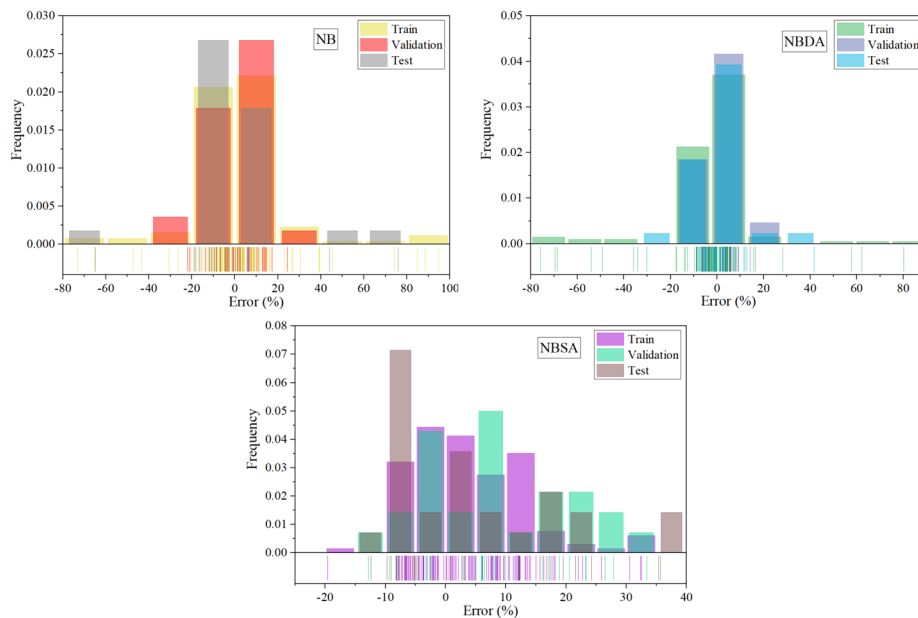 NB
Train
Validation
Test
Frequency
0.030
0.025
0.020
0.015
0.010
0.005
0.000
-80 -60 -40 -20 0 20 40 60 80 100
Error (%)
NBDA
Train
Validation
Test
Frequency
0.05
0.04
0.03
0.02
0.01
0.00
-80 -60 -40 -20 0 20 40 60 80
Error (%)
NBSA
Train
Validation
Test
Frequency
0.08
0.07
0.06
0.05
0.04
0.03
0.02
0.01
0.00
-20 -10 0 10 20 30 40
Error (%)